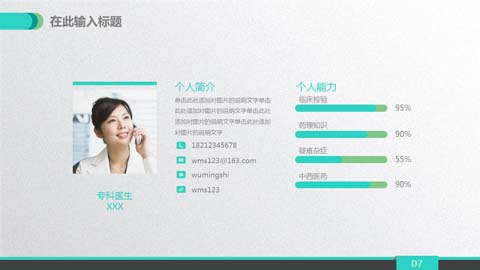 在此输入标题
个人简介
单击此处添加对图片的说明文字单击
此处添加对图片的说明文字单击此处
添加对图片的说明文字单击此处添加
对图片的说明文字
18212345678
wms123@163.com
wumingshi
wms123
专科医生
XXX
个人能力
临床检验
95%
药理知识
90%
疑难杂症
55%
中西医药
90%
07